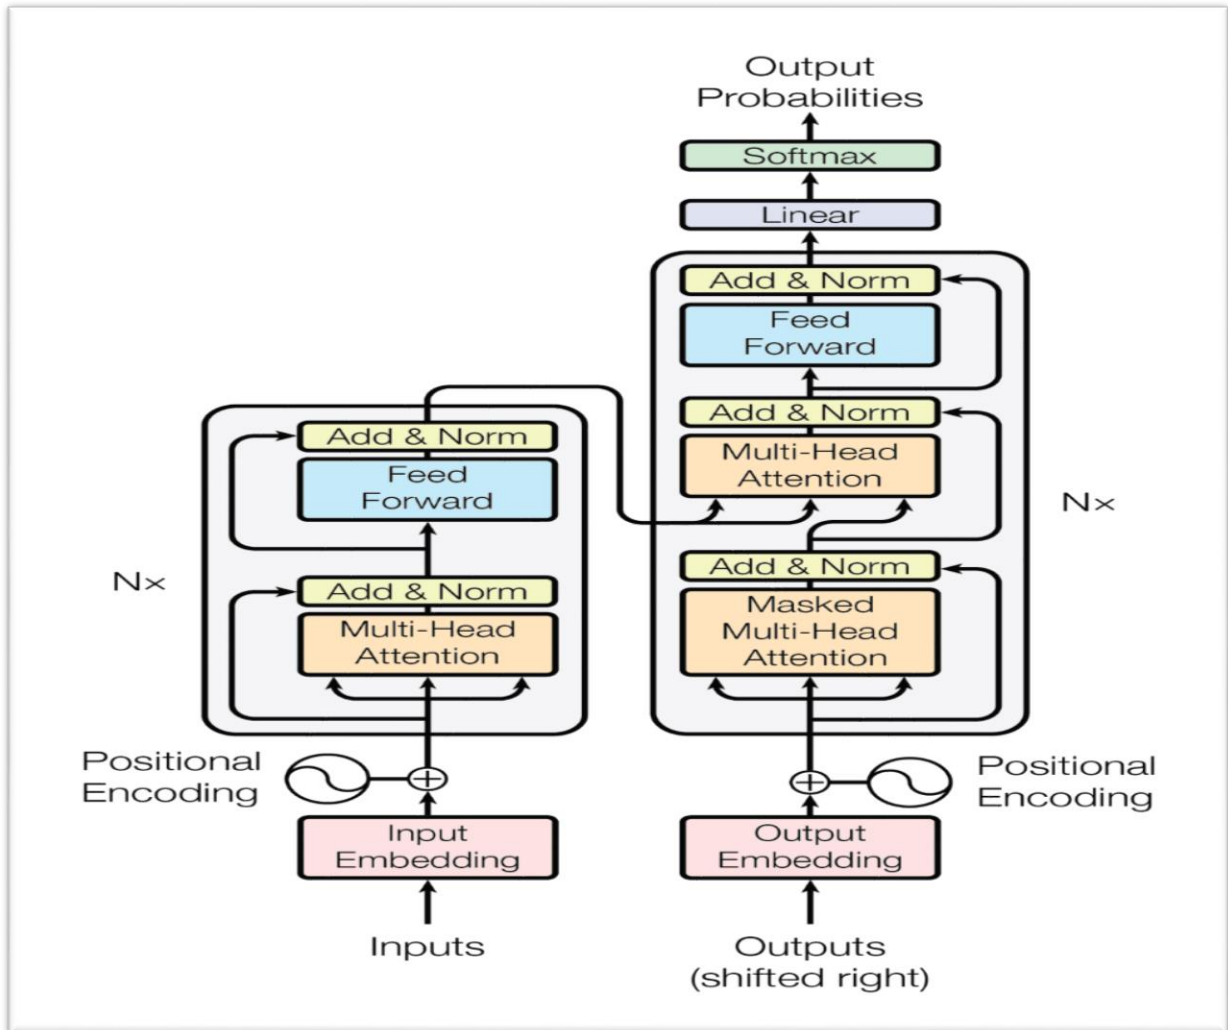 Output
Probabilities
Softmax
Linear
Add & Norm
Feed
Forward
Add & Norm
Multi-Head
Attention
Add & Norm
Masked
Multi-Head
Attention
Nx
Add & Norm
Feed
Forward
Add & Norm
Multi-Head
Attention
Nx
Positional
Encoding
Positional
Encoding
Input
Embedding
Output
Embedding
Inputs
Outputs
(shifted right)